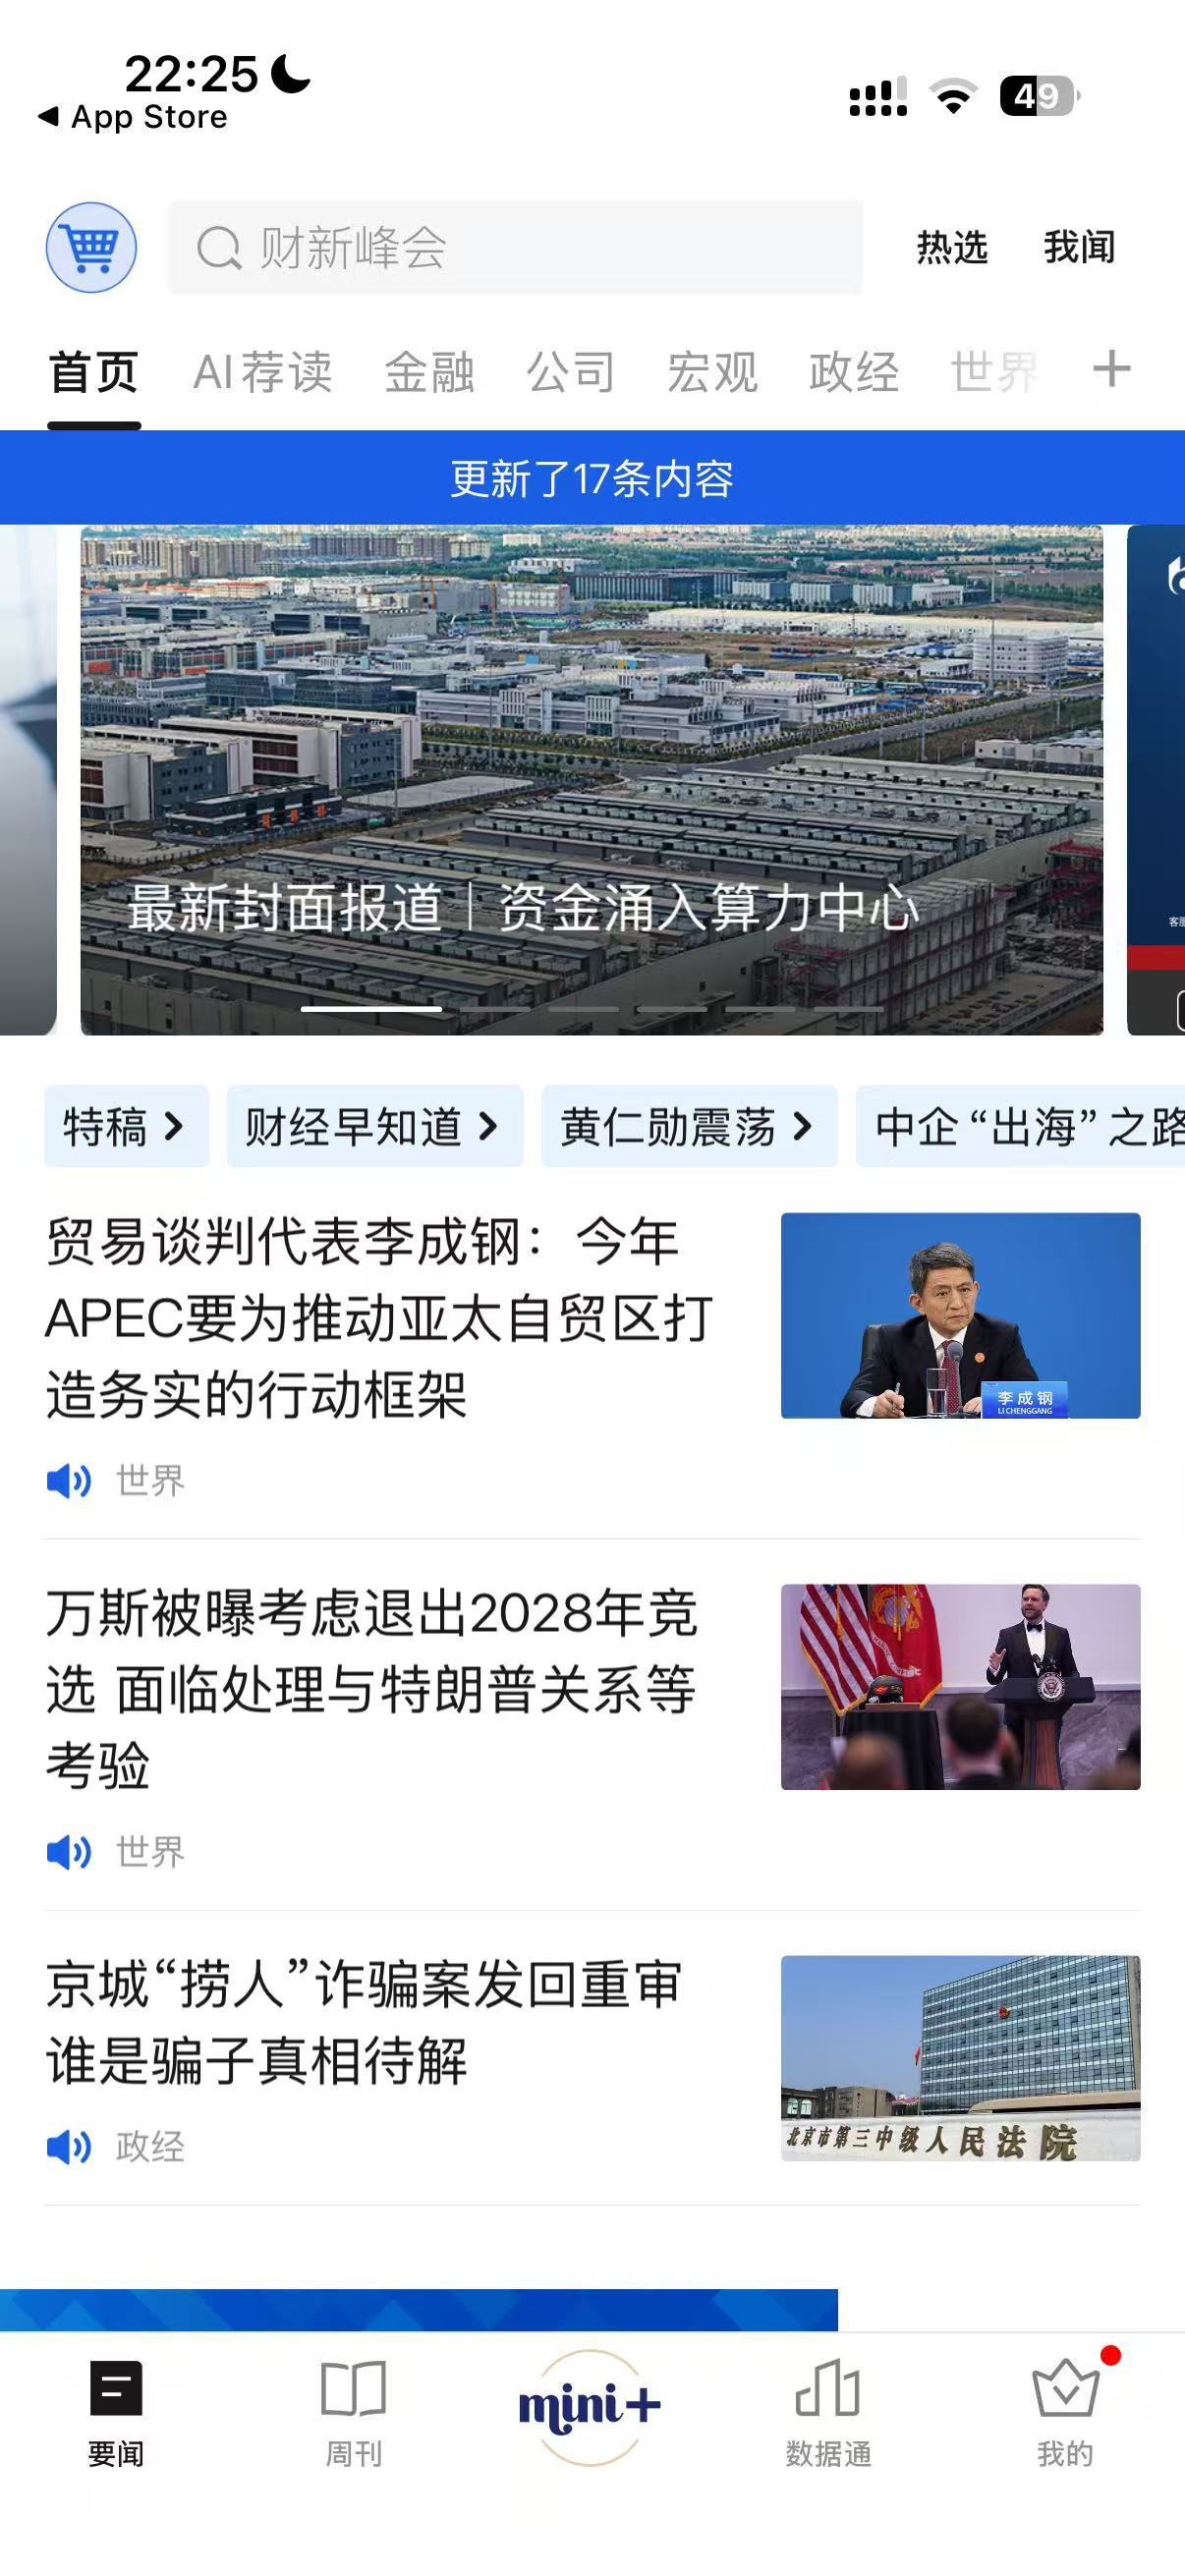 22:25
App Store
49
财新峰会
热选
我闻
首页
AI荐读
金融
公司
宏观
政经
世界
更新了17条内容
最新封面报道｜资金涌入算力中心
特稿
财经早知道
黄仁勋震荡
中企“出海”之路
贸易谈判代表李成钢：今年
APEC要为推动亚太自贸区打
造务实的行动框架
李成钢
LI CHENGGANG
世界
万斯被曝考虑退出2028年竞
选 面临处理与特朗普关系等
考验
世界
京城“捞人”诈骗案发回重审
谁是骗子真相待解
北京市第三中级人民法院
政经
要闻
周刊
mini+
数据通
我的